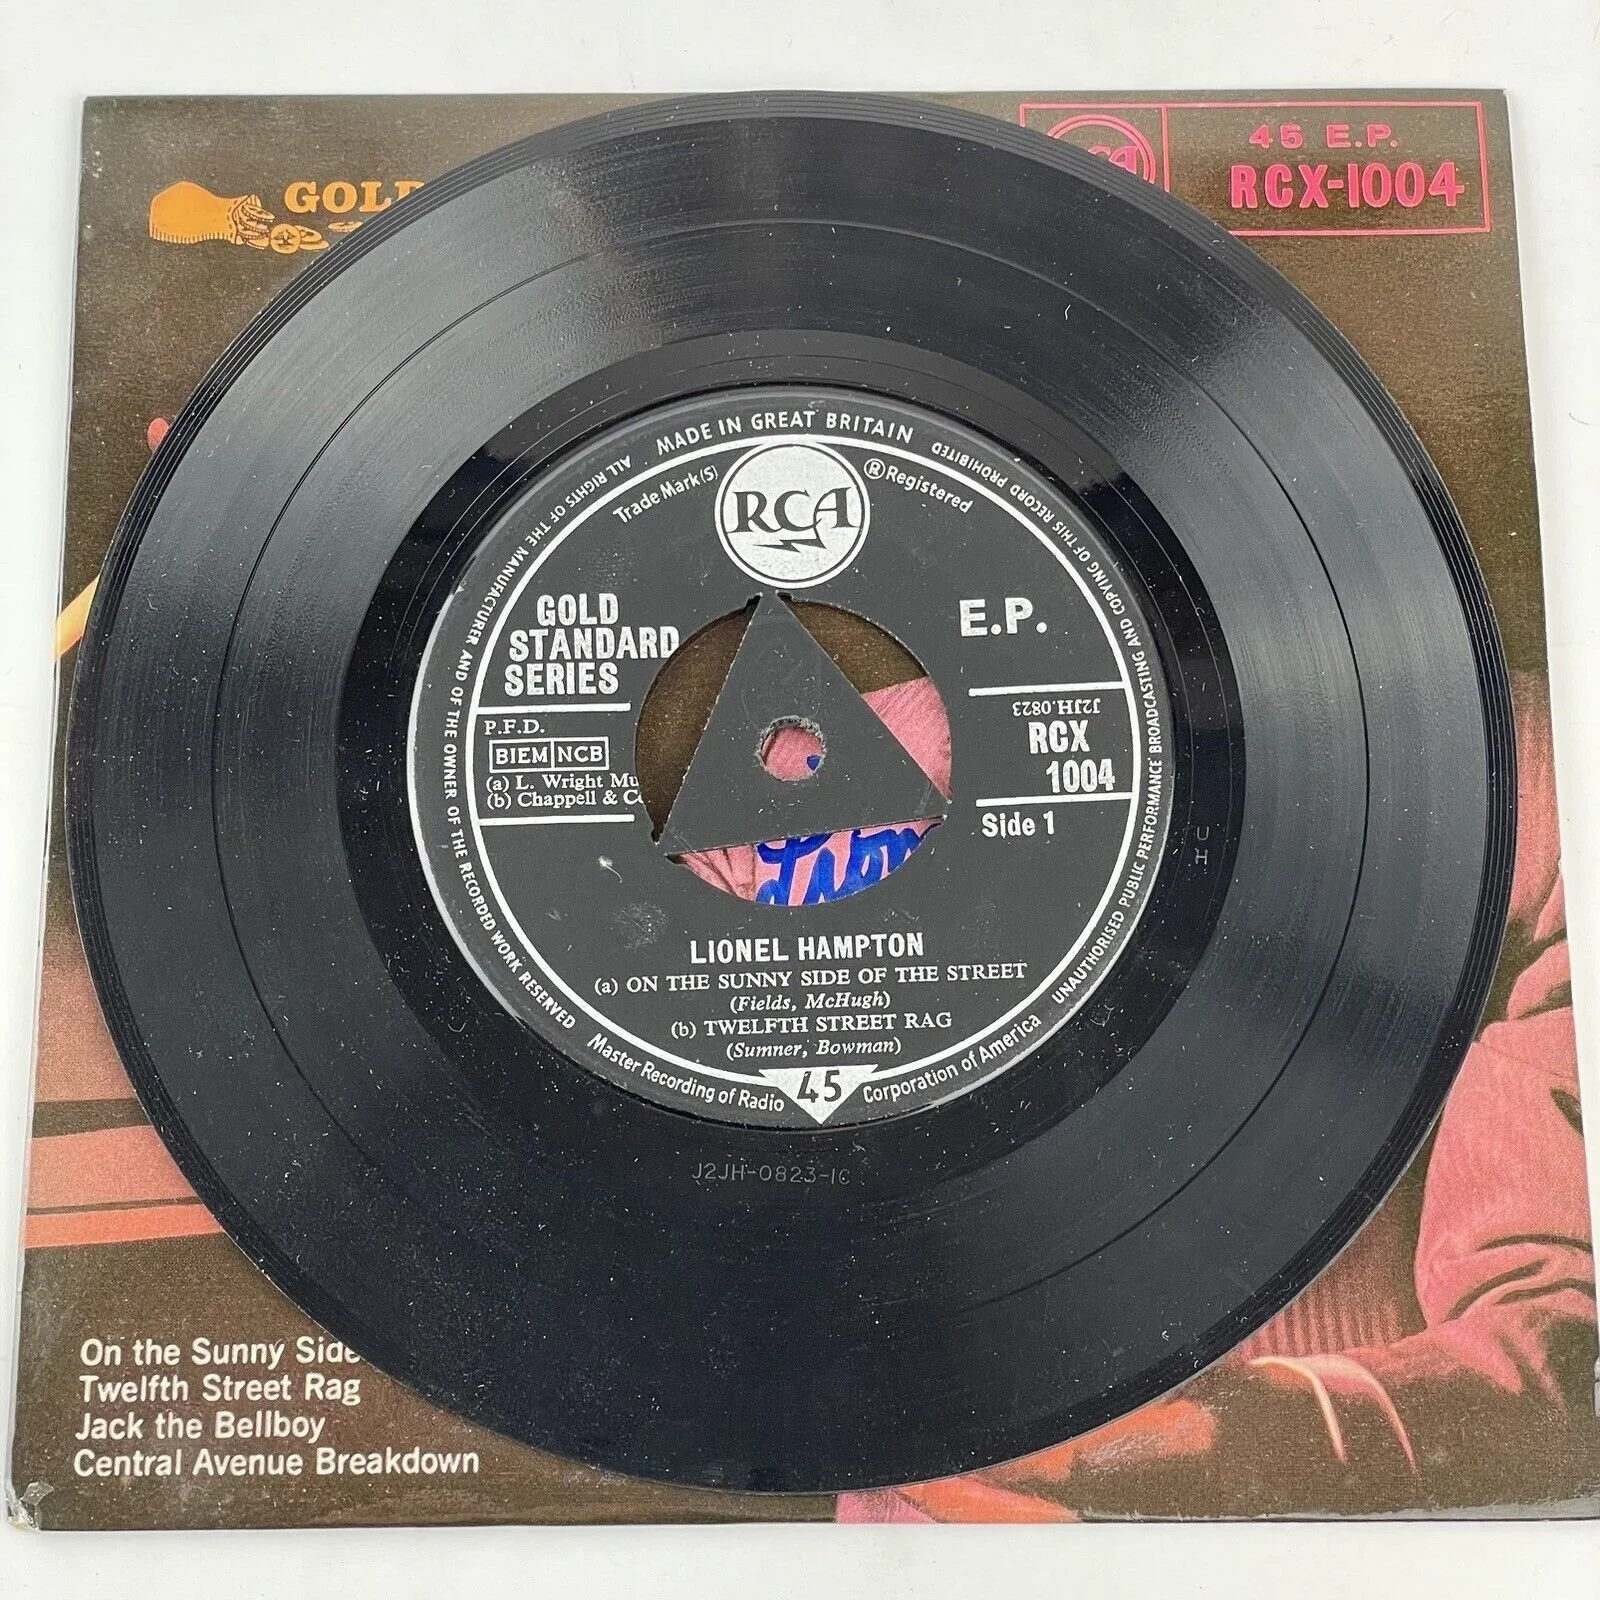 GOLD
45 E.P.
RCX-1004
MADE IN GREAT BRITAIN
ALL RIGHTS OF THE MANUFACTURER AND OF THE OWNER OF THE RECORDED WORK RESERVED
UNAUTHORISED PUBLIC PERFORMANCE BROADCASTING AND COPYING OF THIS RECORD PROHIBITED
Trade Mark(S)
RCA
®Registered
GOLD
STANDARD
SERIES
E.P.
P.F.D.
BIEM NCB
(a) L. Wright
(b) Chappell &
J2JH.0823
RCX
1004
Side 1
LIONEL HAMPTON
(a) ON THE SUNNY SIDE OF THE STREET
(Fields, McHugh)
(b) TWELFTH STREET RAG
(Sumner, Bowman)
Master Recording of Radio Corporation of America
45
J2JH-0823-1C
On the Sunny Side
Twelfth Street Rag
Jack the Bellboy
Central Avenue Breakdown